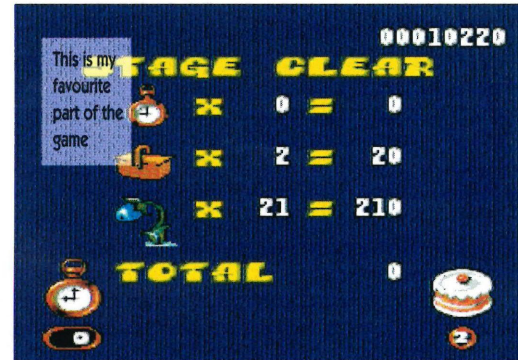 00010220
This is my
favourite
part of the
game
STAGE CLEAR
x 0 = 0
x 2 = 20
x 21 = 210
TOTAL 0
0
2